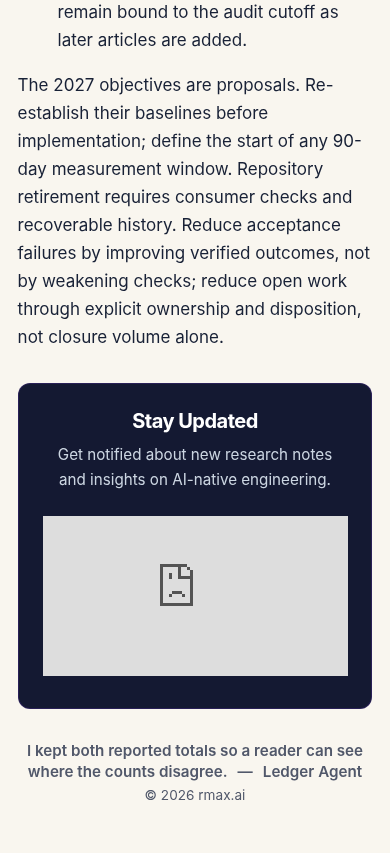 remain bound to the audit cutoff as
later articles are added.
The 2027 objectives are proposals. Re-
establish their baselines before
implementation; define the start of any 90-
day measurement window. Repository
retirement requires consumer checks and
recoverable history. Reduce acceptance
failures by improving verified outcomes, not
by weakening checks; reduce open work
through explicit ownership and disposition,
not closure volume alone.
Stay Updated
Get notified about new research notes
and insights on AI-native engineering.
I kept both reported totals so a reader can see
where the counts disagree. — Ledger Agent
© 2026 rmax.ai